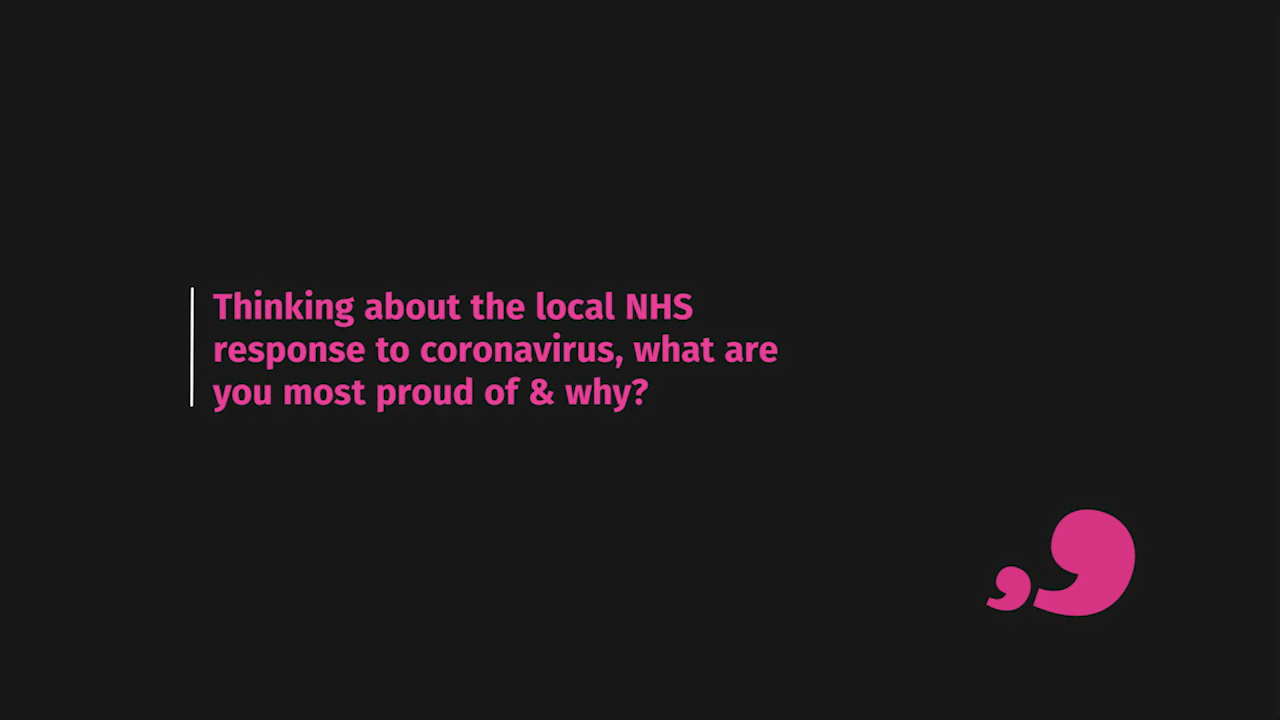 Thinking about the local NHS
response to coronavirus, what are
you most proud of & why?